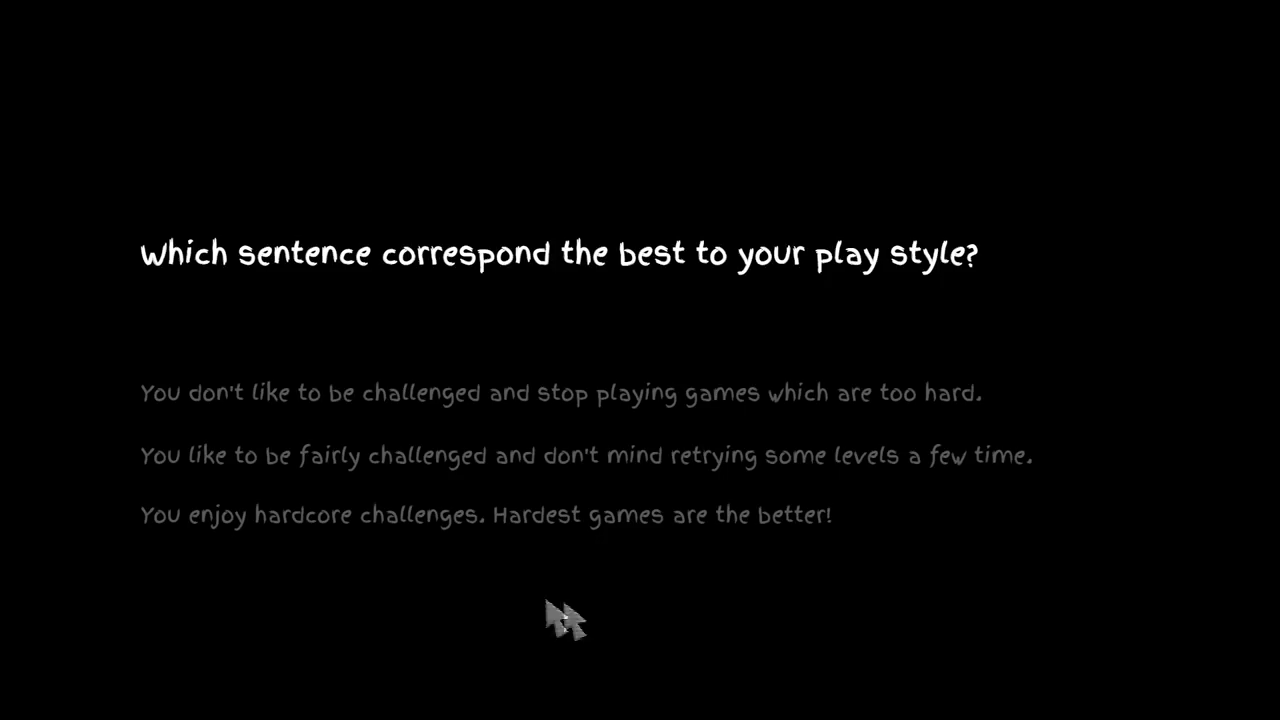 Which sentence correspond the best to your play style?
You don't like to be challenged and stop playing games which are too hard.
You like to be fairly challenged and don't mind retrying some levels a few time.
You enjoy hardcore challenges. Hardest games are the better!